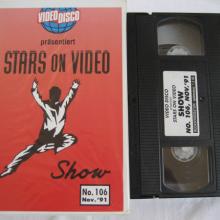 VIDEO DISCO
präsentiert
STARS ON VIDEO
Show
No. 106
Nov. '91
VIDEO DISCO
STARS ON VIDEO
SHOW
NO. 106, NOV. '91